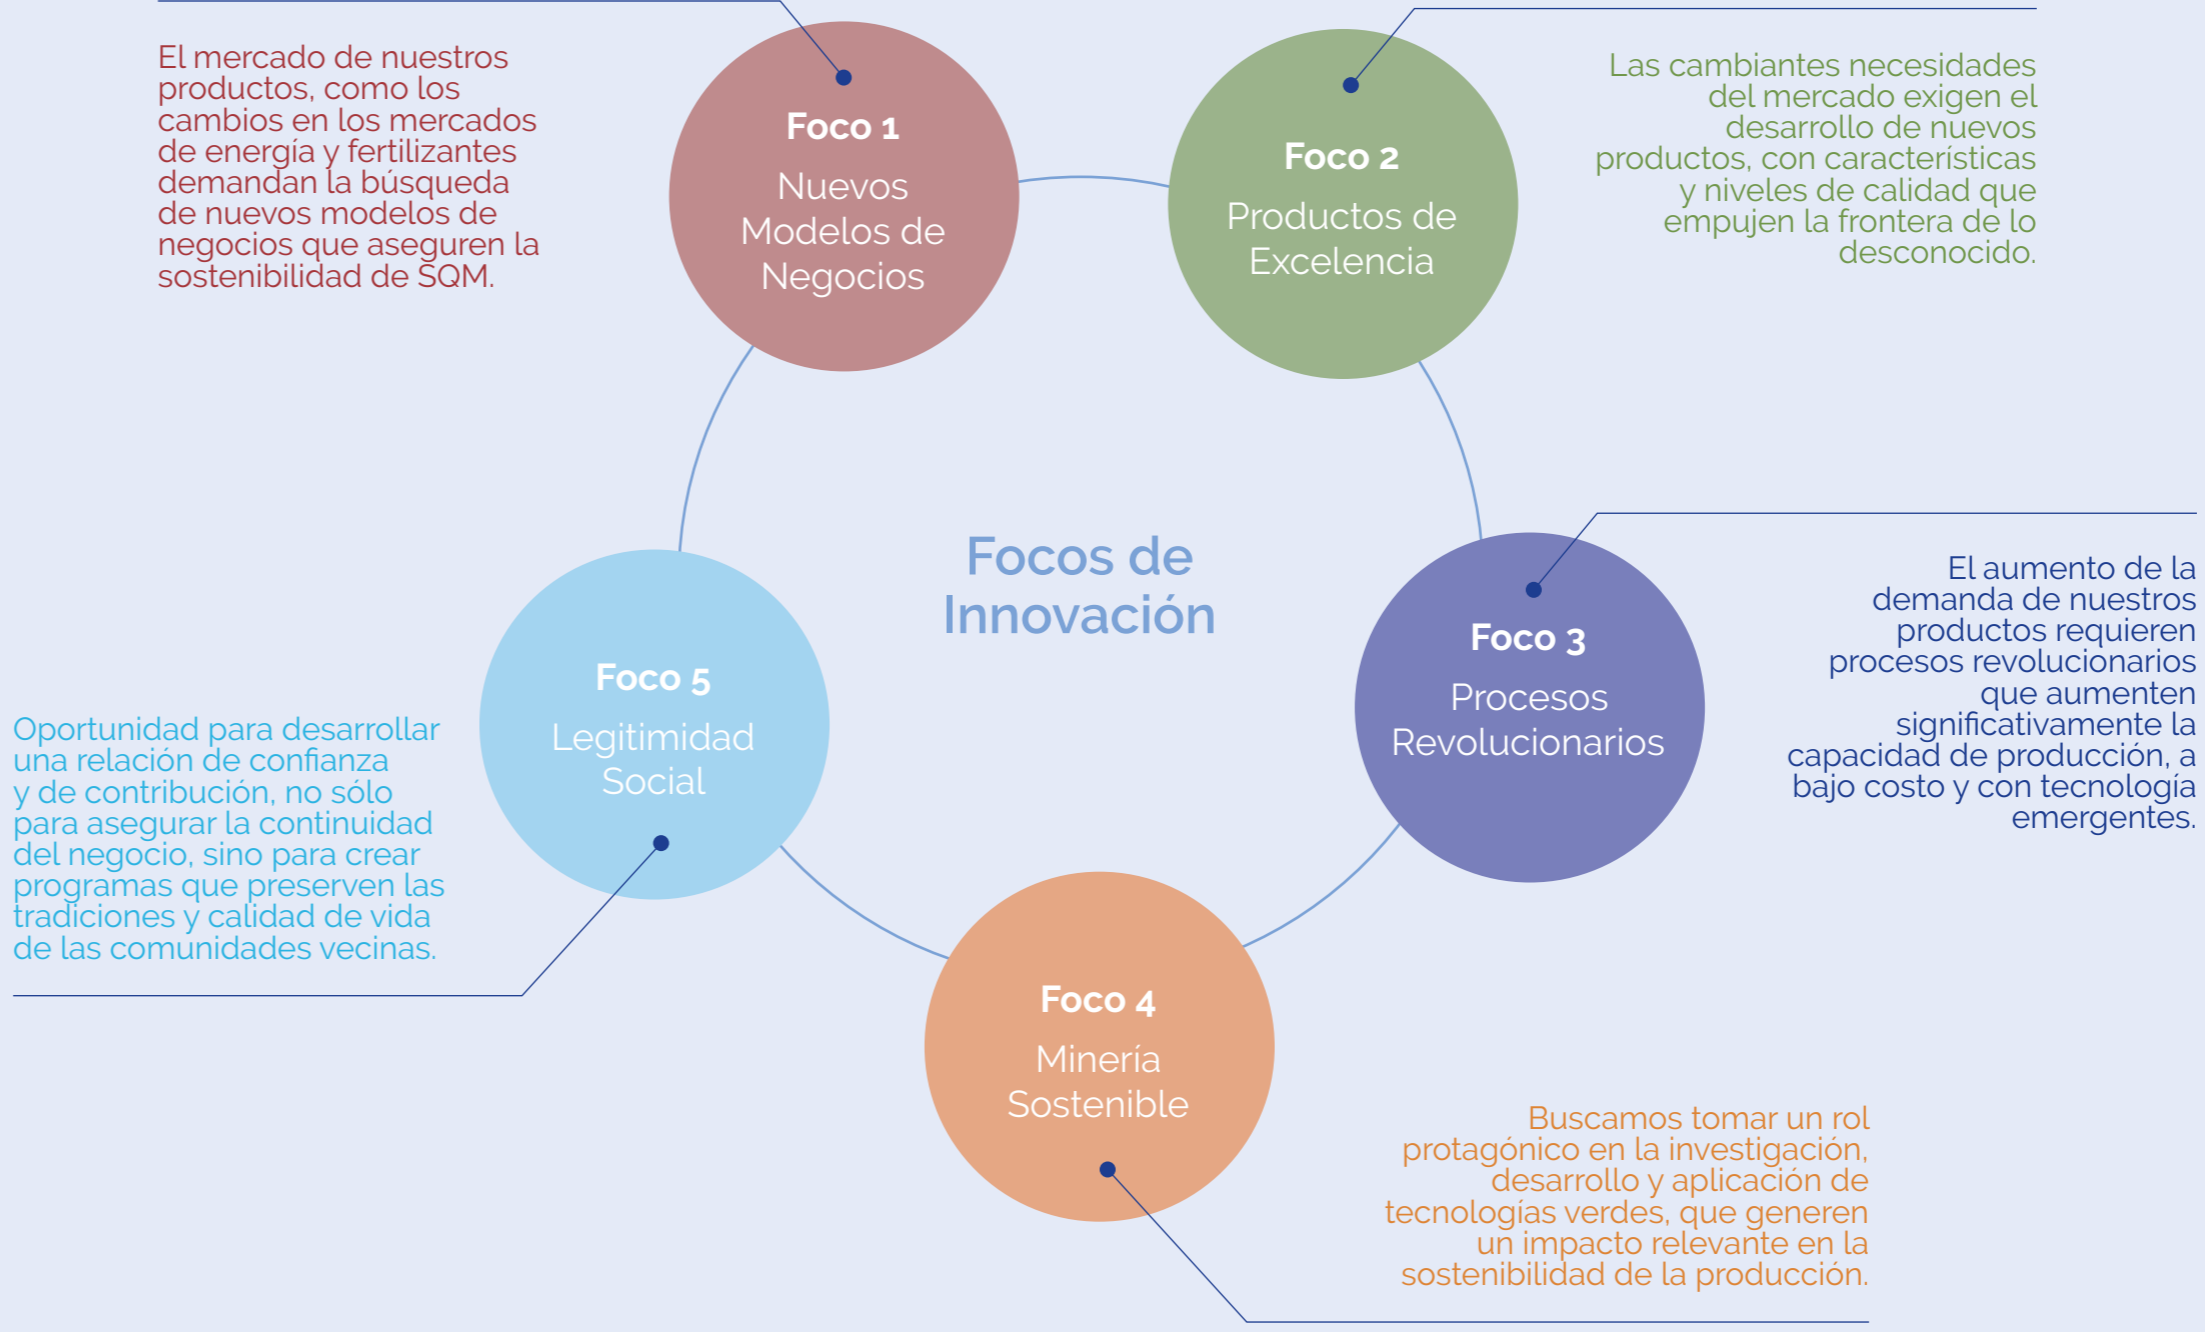 El mercado de nuestros
productos, como los
cambios en los mercados
de energía y fertilizantes
demandan la búsqueda
de nuevos modelos de
negocios que aseguren la
sostenibilidad de SQM.
Foco 1
Nuevos
Modelos de
Negocios
Foco 2
Productos de
Excelencia
Las cambiantes necesidades
del mercado exigen el
desarrollo de nuevos
productos, con características
y niveles de calidad que
empujen la frontera de lo
desconocido.
Focos de
Innovación
Foco 3
Procesos
Revolucionarios
El aumento de la
demanda de nuestros
productos requieren
procesos revolucionarios
que aumenten
significativamente la
capacidad de producción, a
bajo costo y con tecnología
emergentes.
Foco 5
Legitimidad
Social
Oportunidad para desarrollar
una relación de confianza
y de contribución, no sólo
para asegurar la continuidad
del negocio, sino para crear
programas que preserven las
tradiciones y calidad de vida
de las comunidades vecinas.
Foco 4
Minería
Sostenible
Buscamos tomar un rol
protagónico en la investigación,
desarrollo y aplicación de
tecnologías verdes, que generen
un impacto relevante en la
sostenibilidad de la producción.